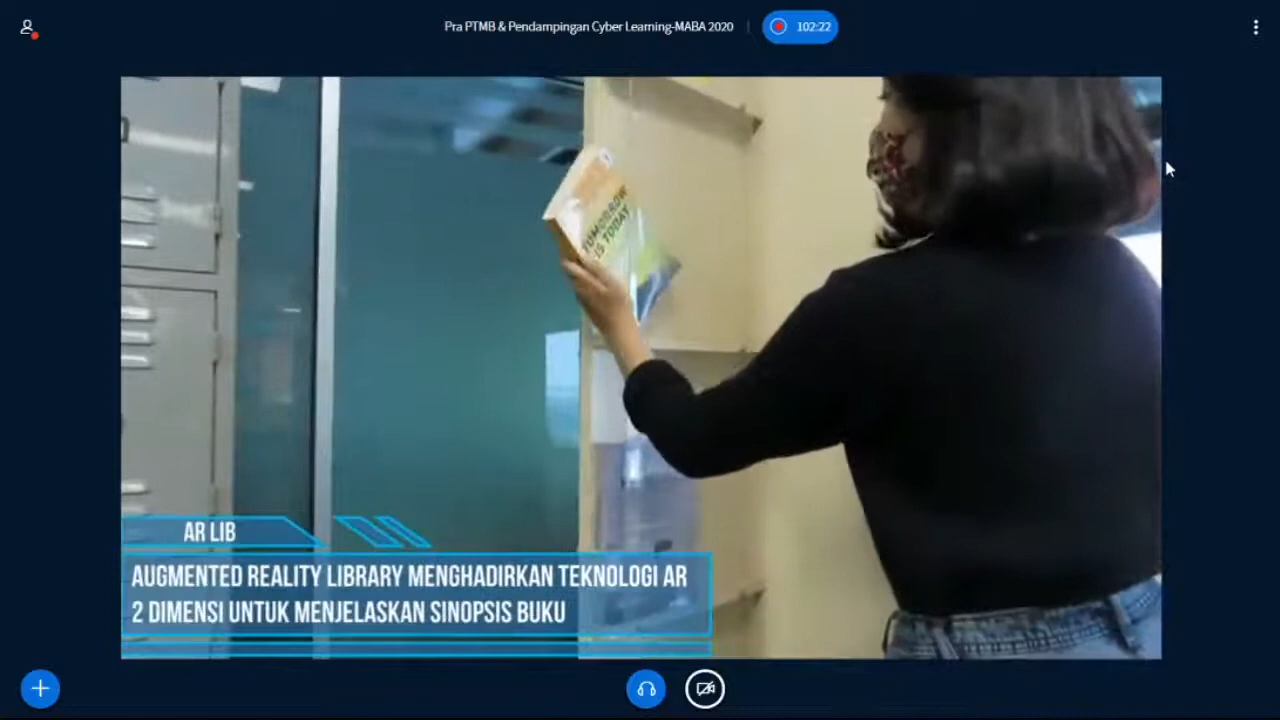 Pra PTMB & Pendampingan Cyber Learning-MABA 2020
102:22
TOMORROW
IS TODAY
AR LIB
AUGMENTED REALITY LIBRARY MENGHADIRKAN TEKNOLOGI AR
2 DIMENSI UNTUK MENJELASKAN SINOPSIS BUKU